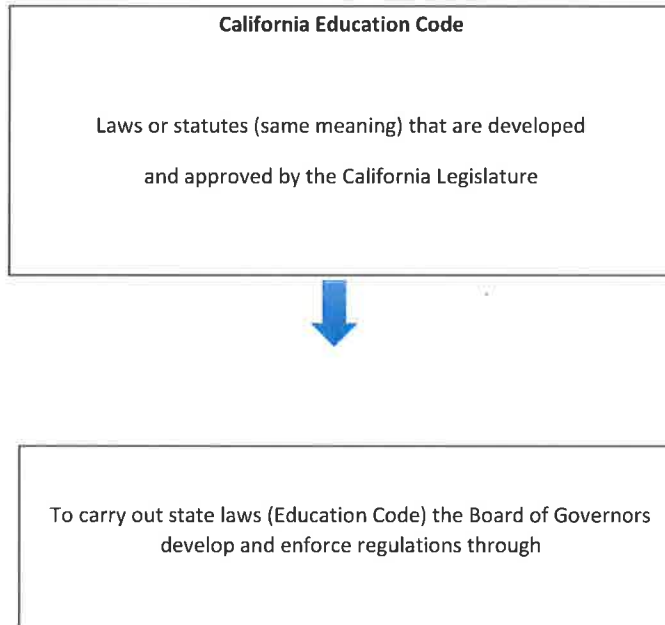 California Education Code
Laws or statutes (same meaning) that are developed
and approved by the California Legislature
To carry out state laws (Education Code) the Board of Governors
develop and enforce regulations through